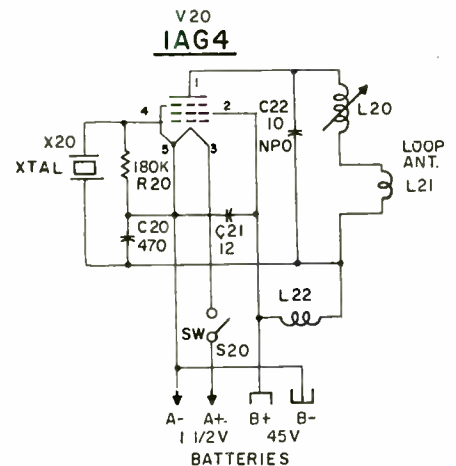 V20
1AG4
1
4
2
5
3
C22
10
NPO
L20
X20
XTAL
180K
R20
LOOP
ANT.
L21
C20
470
C21
12
L22
SW
S20
A-
A+
B+
B-
1 1/2V
45V
BATTERIES